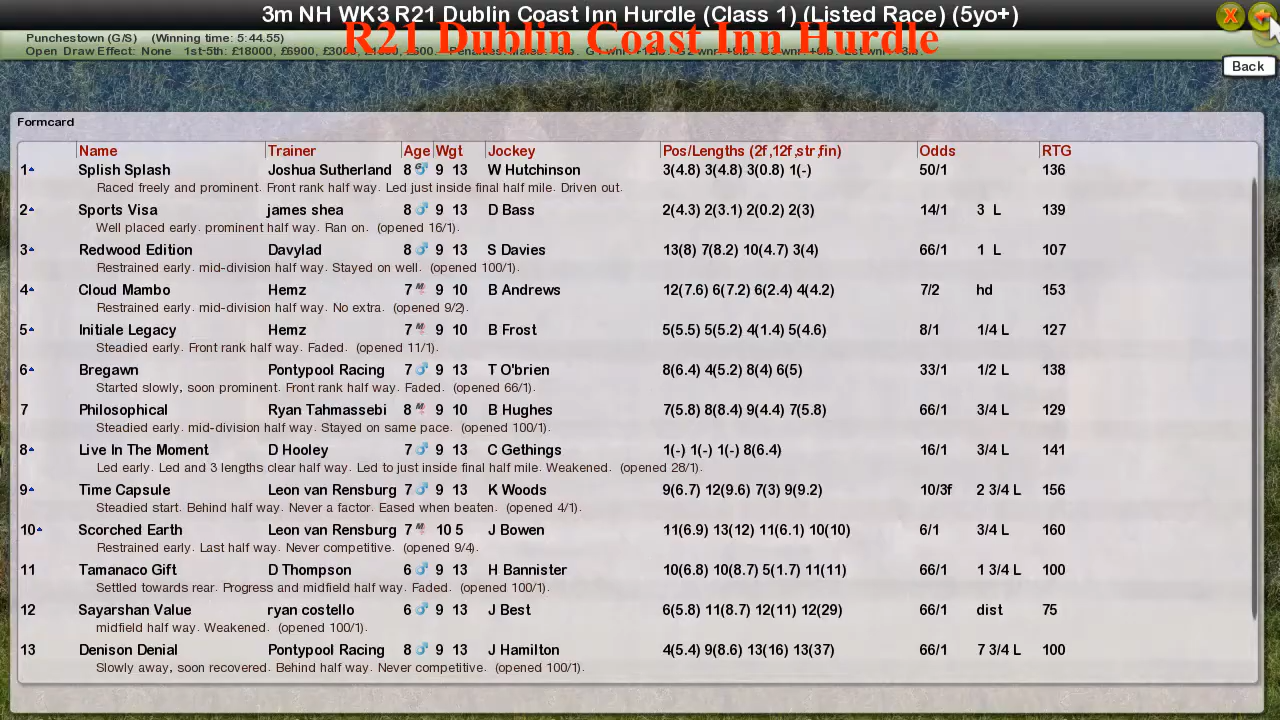 3m NH WK3 R21 Dublin Coast Inn Hurdle (Class 1) (Listed Race) (5yo+)
R21 Dublin Coast Inn Hurdle
Punchestown (G/S) (Winning time: 5:44.55)
Open Draw Effect: None 1st-5th: £18000, £6900,
Back
Formcard
Name Trainer Age Wgt Jockey Pos/Lengths (2f,12f,str,fin) Odds RTG
1 Splish Splash Joshua Sutherland 8 9 13 W Hutchinson 3(4.8) 3(4.8) 3(0.8) 1(-) 50/1 136
Raced freely and prominent. Front rank half way. Led just inside final half mile. Driven out.
2 Sports Visa james shea 8 9 13 D Bass 2(4.3) 2(3.1) 2(0.2) 2(3) 14/1 3 L 139
Well placed early. prominent half way. Ran on. (opened 16/1).
3 Redwood Edition Davylad 8 9 13 S Davies 13(8) 7(8.2) 10(4.7) 3(4) 66/1 1 L 107
Restrained early. mid-division half way. Stayed on well. (opened 100/1).
4 Cloud Mambo Hemz 7 9 10 B Andrews 12(7.6) 6(7.2) 6(2.4) 4(4.2) 7/2 hd 153
Restrained early. mid-division half way. No extra. (opened 9/2).
5 Initiale Legacy Hemz 7 9 10 B Frost 5(5.5) 5(5.2) 4(1.4) 5(4.6) 8/1 1/4 L 127
Steadied early. Front rank half way. Faded. (opened 11/1).
6 Bregawn Pontypool Racing 7 9 13 T O'brien 8(6.4) 4(5.2) 8(4) 6(5) 33/1 1/2 L 138
Started slowly, soon prominent. Front rank half way. Faded. (opened 66/1).
7 Philosophical Ryan Tahmassebi 8 9 10 B Hughes 7(5.8) 8(8.4) 9(4.4) 7(5.8) 66/1 3/4 L 129
Steadied early. mid-division half way. Stayed on same pace. (opened 100/1).
8 Live In The Moment D Hooley 7 9 13 C Gethings 1(-) 1(-) 1(-) 8(6.4) 16/1 3/4 L 141
Led early. Led and 3 lengths clear half way. Led to just inside final half mile. Weakened. (opened 28/1).
9 Time Capsule Leon van Rensburg 7 9 13 K Woods 9(6.7) 12(9.6) 7(3) 9(9.2) 10/3f 2 3/4 L 156
Steadied start. Behind half way. Never a factor. Eased when beaten. (opened 4/1).
10 Scorched Earth Leon van Rensburg 7 10 5 J Bowen 11(6.9) 13(12) 11(6.1) 10(10) 6/1 3/4 L 160
Restrained early. Last half way. Never competitive. (opened 9/4).
11 Tamanaco Gift D Thompson 6 9 13 H Bannister 10(6.8) 10(8.7) 5(1.7) 11(11) 66/1 1 3/4 L 100
Settled towards rear. Progress and midfield half way. Faded. (opened 100/1).
12 Sayarshan Value ryan costello 6 9 13 J Best 6(5.8) 11(8.7) 12(11) 12(29) 66/1 dist 75
midfield half way. Weakened. (opened 100/1).
13 Denison Denial Pontypool Racing 8 9 13 J Hamilton 4(5.4) 9(8.6) 13(16) 13(37) 66/1 7 3/4 L 100
Slowly away, soon recovered. Behind half way. Never competitive. (opened 100/1).